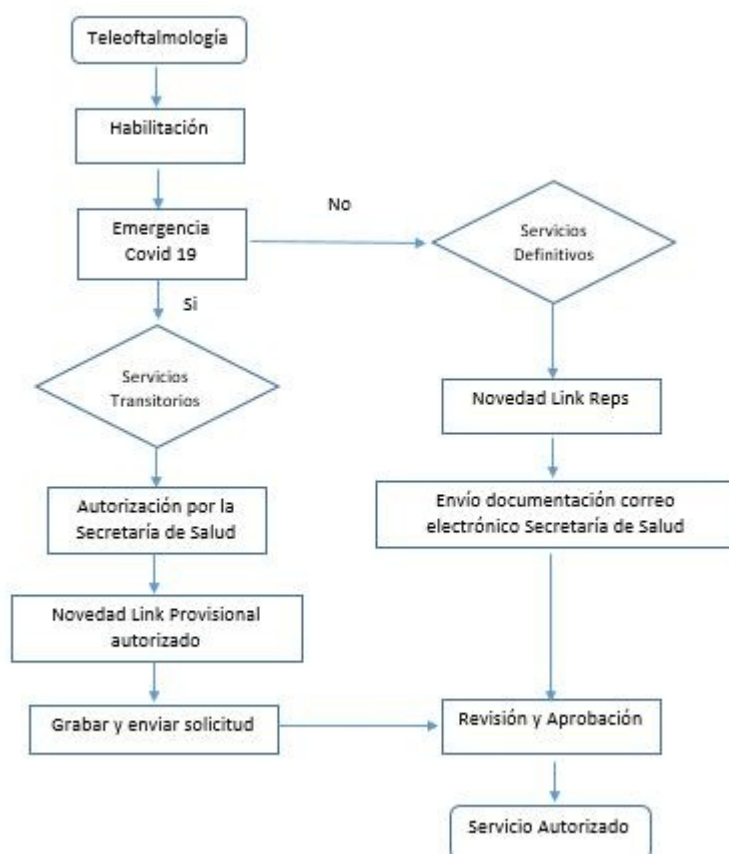 Teleoftalmología
Habilitación
Emergencia
Covid 19
No
Servicios
Definitivos
Si
Servicios
Transitorios
Novedad Link Reps
Autorización por la
Secretaría de Salud
Envío documentación correo
electrónico Secretaría de Salud
Novedad Link Provisional
autorizado
Grabar y enviar solicitud
Revisión y Aprobación
Servicio Autorizado